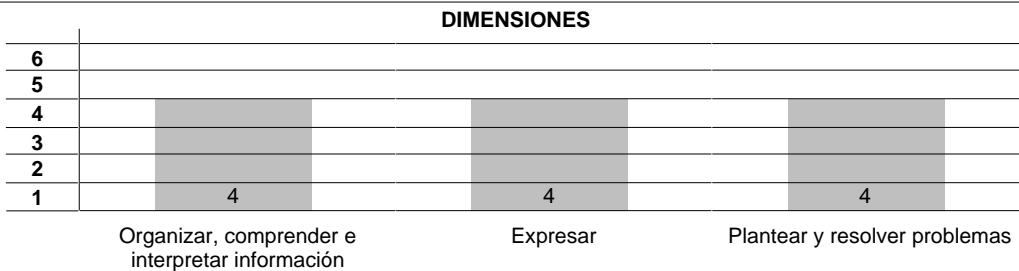 DIMENSIONES
6
5
4
3
2
1 4 4 4
Organizar, comprender e
interpretar información
Expresar
Plantear y resolver problemas